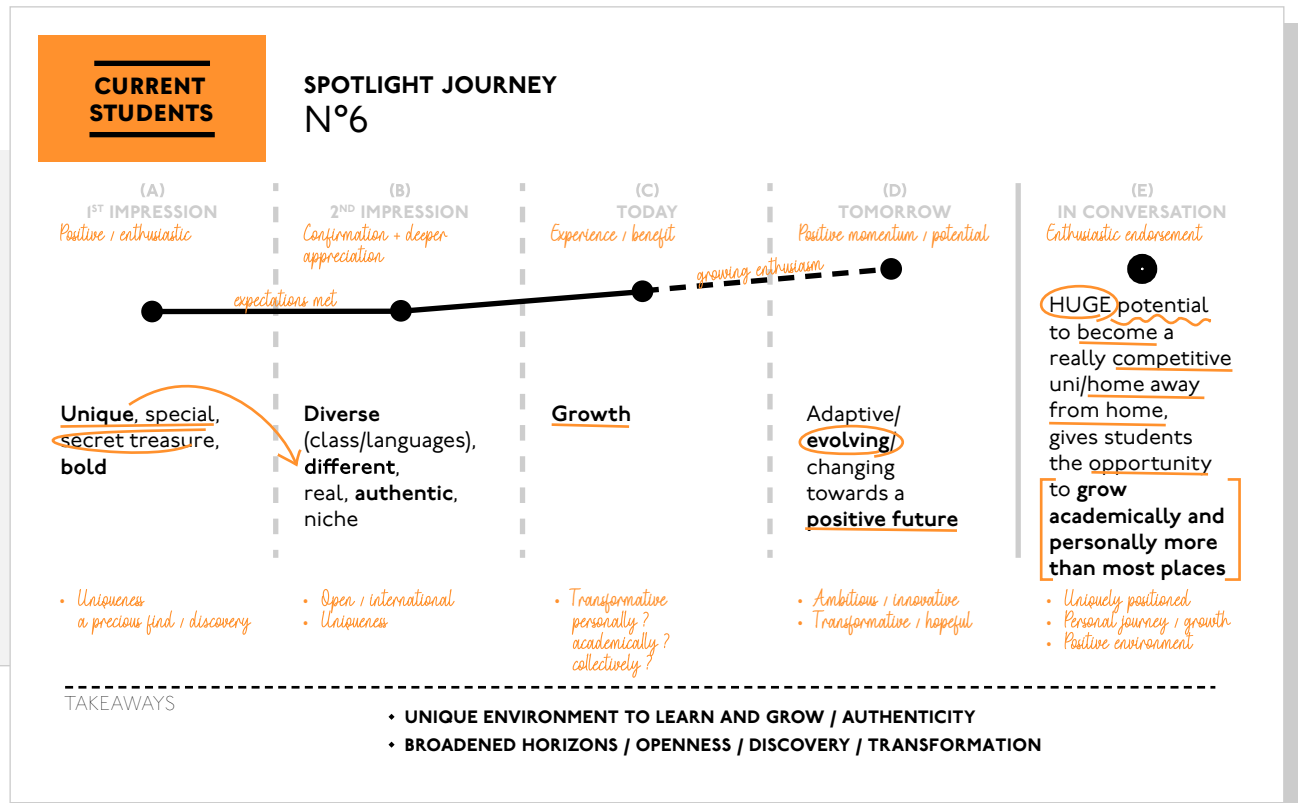 CURRENT
STUDENTS
SPOTLIGHT JOURNEY
N°6
(A)
1ST IMPRESSION
Positive / enthusiastic
(B)
2ND IMPRESSION
Confirmation + deeper
appreciation
(C)
TODAY
Experience / benefit
(D)
TOMORROW
Positive momentum / potential
(E)
IN CONVERSATION
Enthusiastic endorsement
expectations met
growing enthusiasm
Unique, special,
secret treasure,
bold
Diverse
(class/languages),
different,
real, authentic,
niche
Growth
Adaptive/
evolving/
changing
towards a
positive future
HUGE potential
to become a
really competitive
uni/home away
from home,
gives students
the opportunity
to grow
academically and
personally more
than most places
• Uniqueness
a precious find / discovery
• Open / international
• Uniqueness
• Transformative
personally ?
academically ?
collectively ?
• Ambitious / innovative
• Transformative / hopeful
• Uniquely positioned
• Personal journey / growth
• Positive environment
TAKEAWAYS
• UNIQUE ENVIRONMENT TO LEARN AND GROW / AUTHENTICITY
• BROADENED HORIZONS / OPENNESS / DISCOVERY / TRANSFORMATION